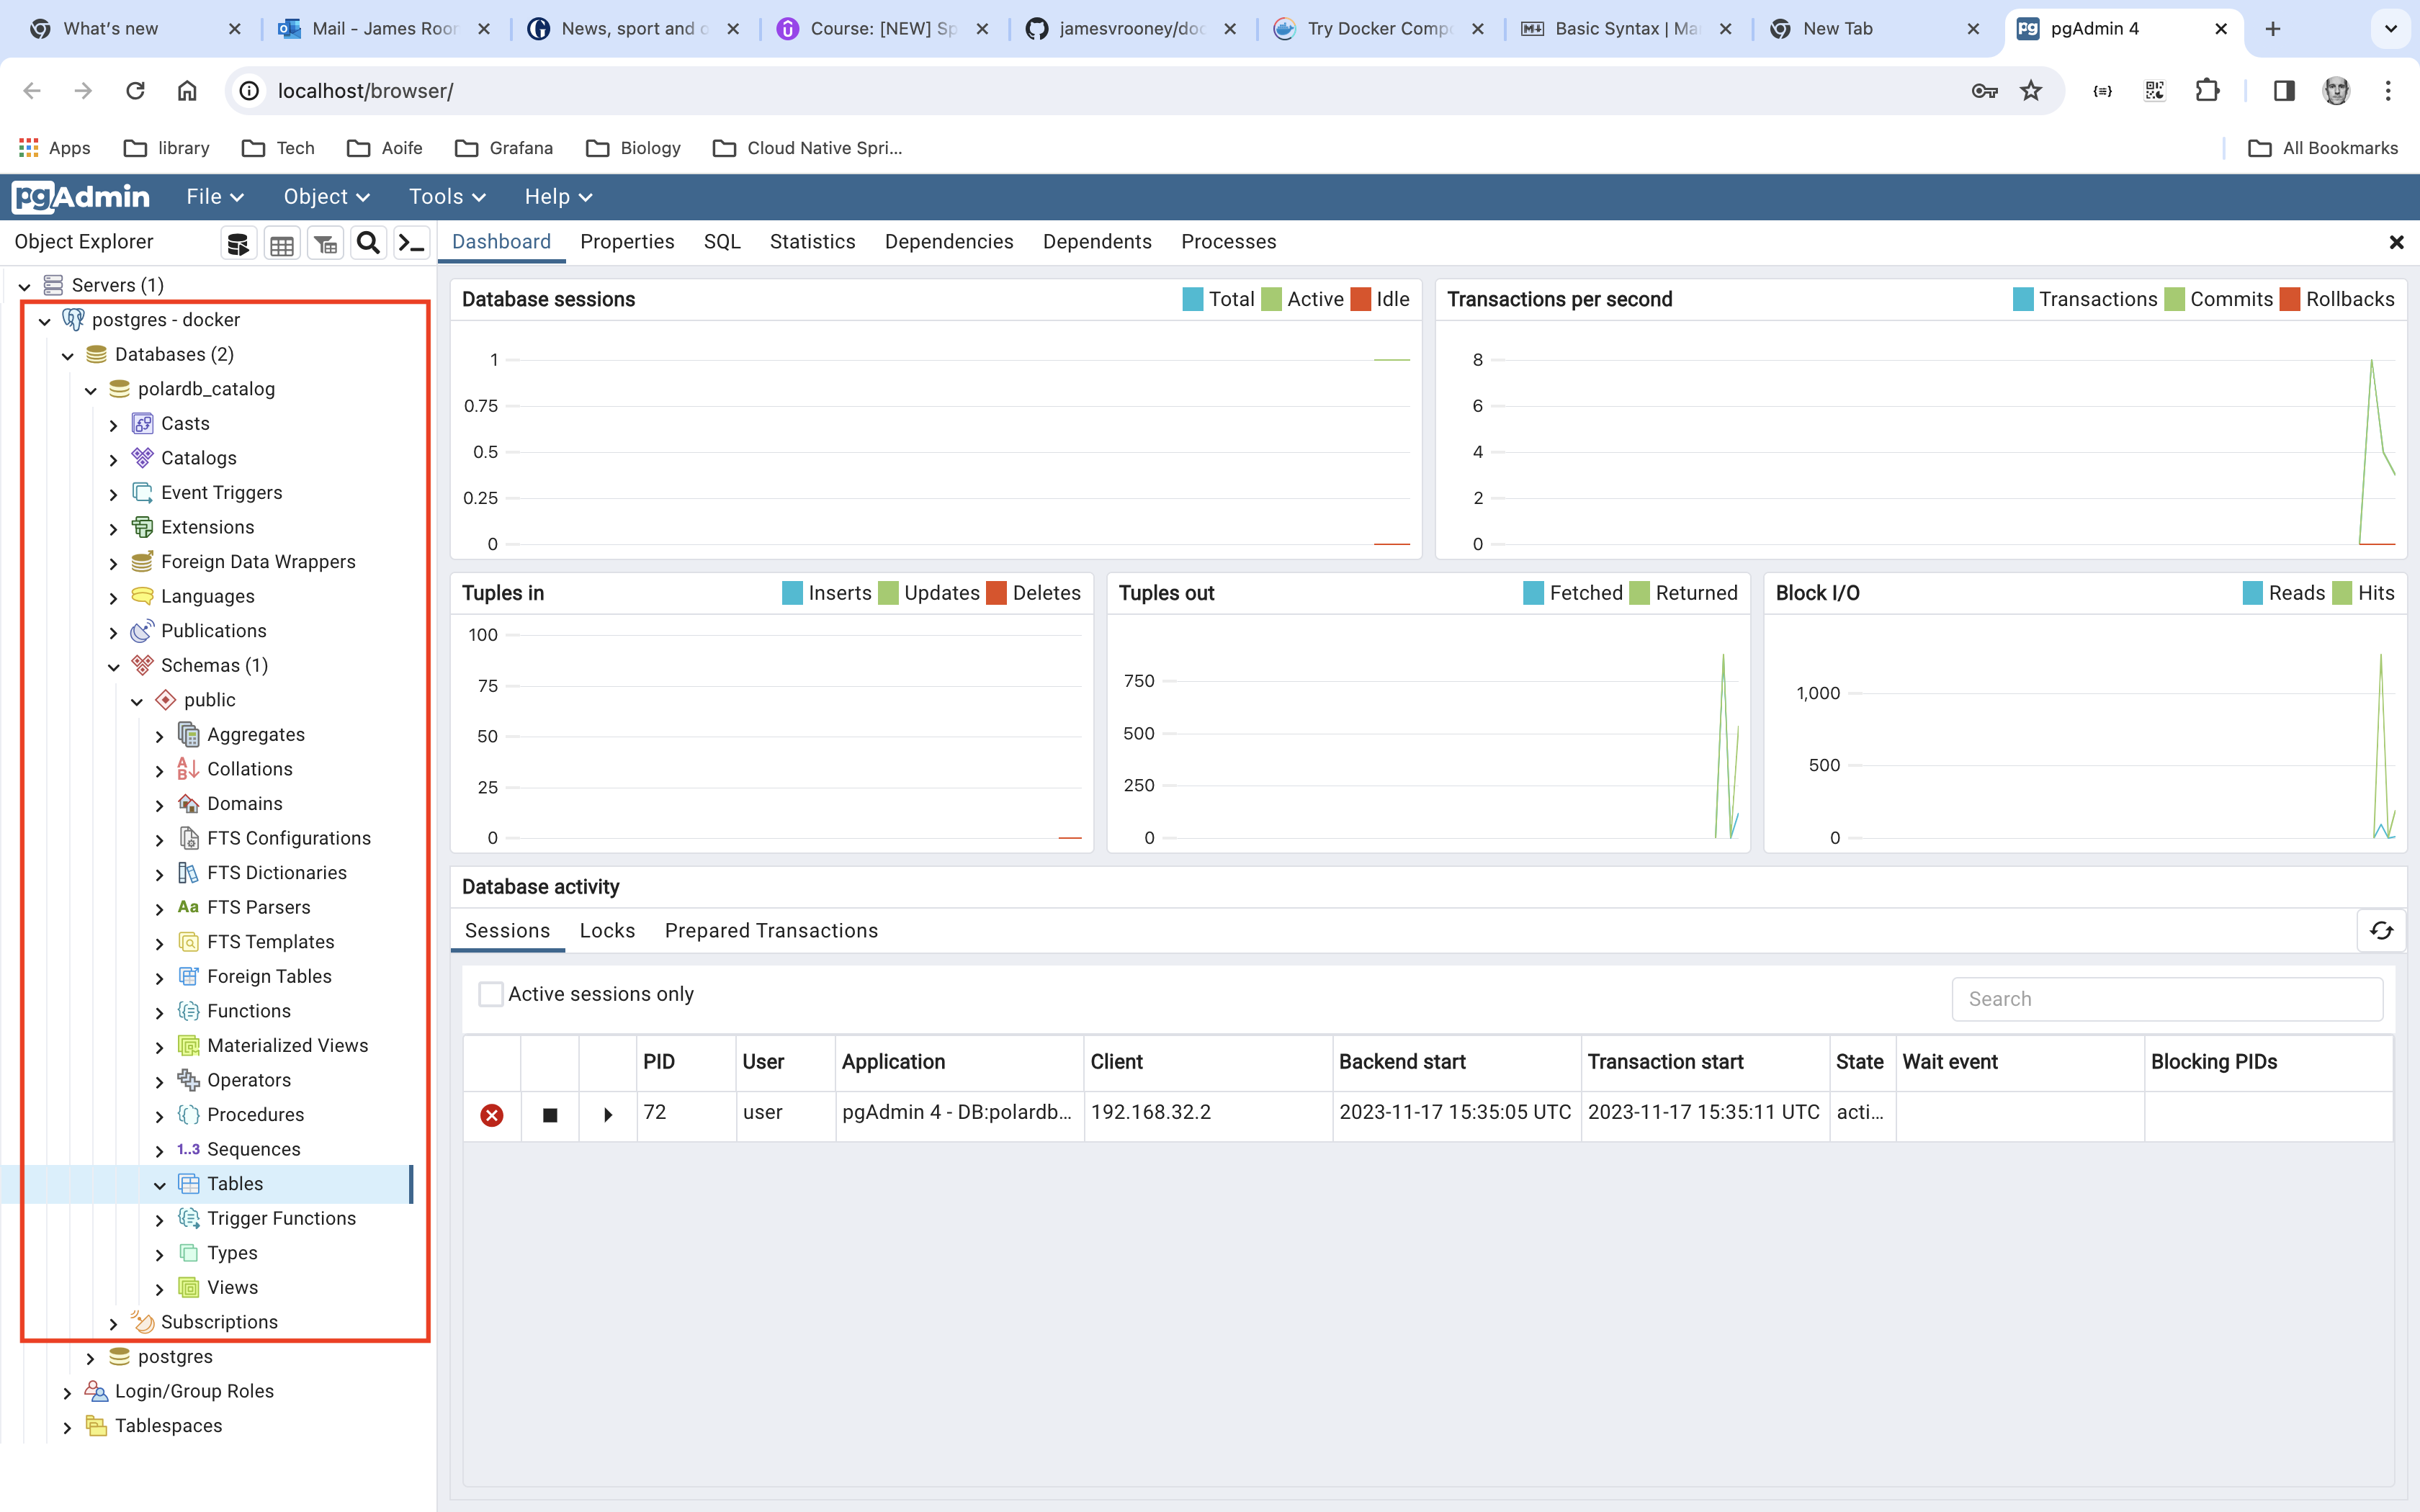 What's new
Mail - James Roor
News, sport and o
Course: [NEW] Sp
jamesvrooney/doc
Try Docker Compo
Basic Syntax | Mar
New Tab
pgAdmin 4
localhost/browser/
Apps library Tech Aoife Grafana Biology Cloud Native Spri... All Bookmarks
pgAdmin File Object Tools Help
Object Explorer
Dashboard Properties SQL Statistics Dependencies Dependents Processes
Servers (1)
postgres - docker
Databases (2)
polardb_catalog
Casts
Catalogs
Event Triggers
Extensions
Foreign Data Wrappers
Languages
Publications
Schemas (1)
public
Aggregates
Collations
Domains
FTS Configurations
FTS Dictionaries
Aa FTS Parsers
FTS Templates
Foreign Tables
Functions
Materialized Views
Operators
Procedures
1..3 Sequences
Tables
Trigger Functions
Types
Views
Subscriptions
postgres
Login/Group Roles
Tablespaces
Database sessions Total Active Idle
1
0.75
0.5
0.25
0
Transactions per second Transactions Commits Rollbacks
8
6
4
2
0
Tuples in Inserts Updates Deletes
100
75
50
25
0
Tuples out Fetched Returned
750
500
250
0
Block I/O Reads Hits
1,000
500
0
Database activity
Sessions Locks Prepared Transactions
Active sessions only
Search
PID User Application Client Backend start Transaction start State Wait event Blocking PIDs
72 user pgAdmin 4 - DB:polardb... 192.168.32.2 2023-11-17 15:35:05 UTC 2023-11-17 15:35:11 UTC acti...